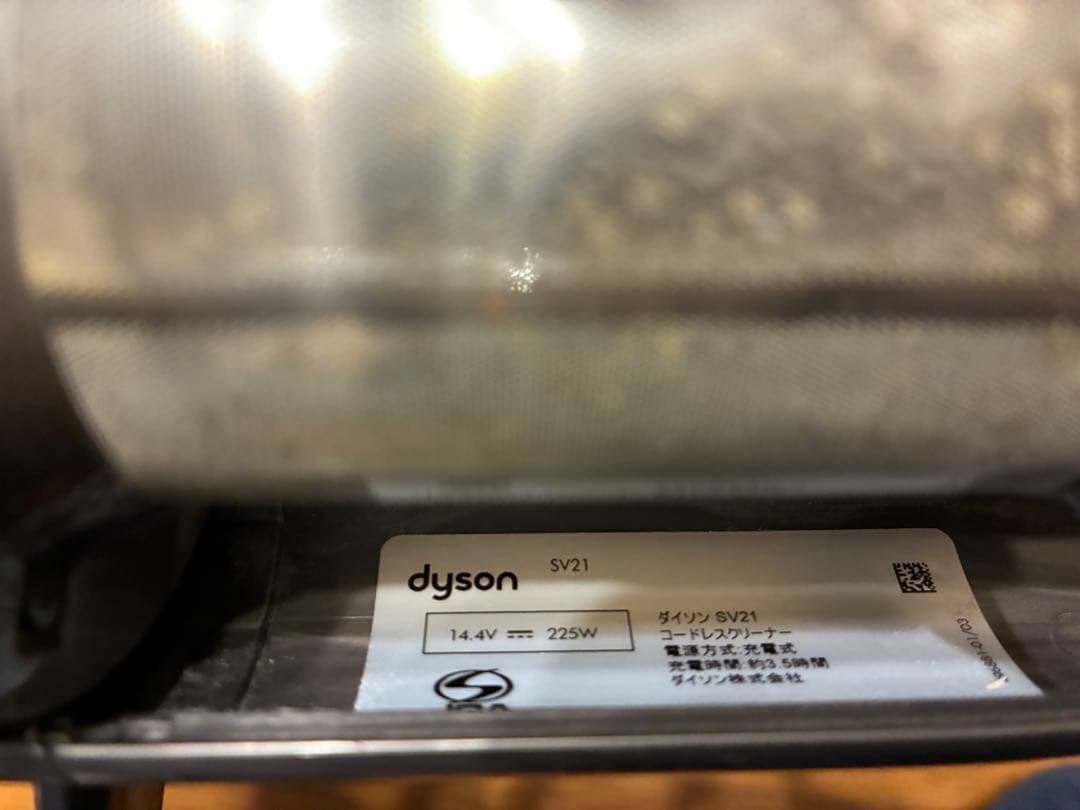 dyson
SV21
14.4V ⎓ 225W
ダイソン SV21
コードレスクリーナー
電源方式:充電式
充電時間:約3.5時間
ダイソン株式会社